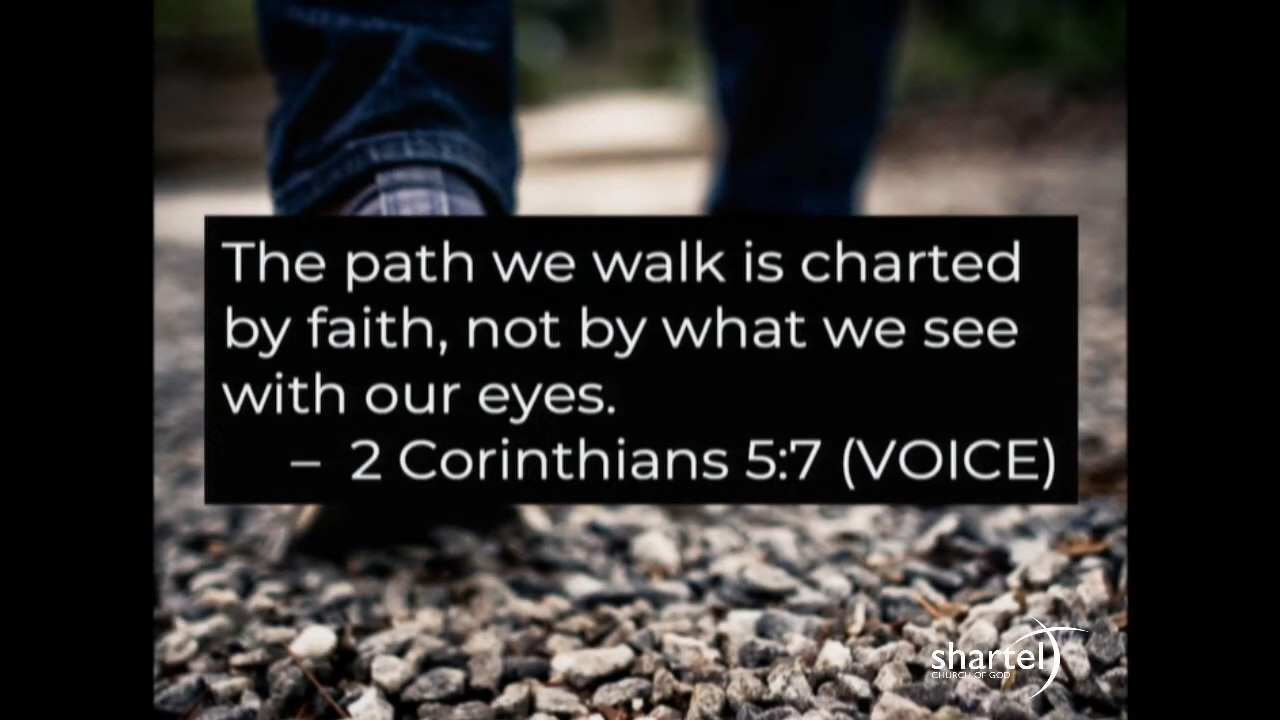 The path we walk is charted
by faith, not by what we see
with our eyes.
– 2 Corinthians 5:7 (VOICE)
shartel
CHURCH OF GOD